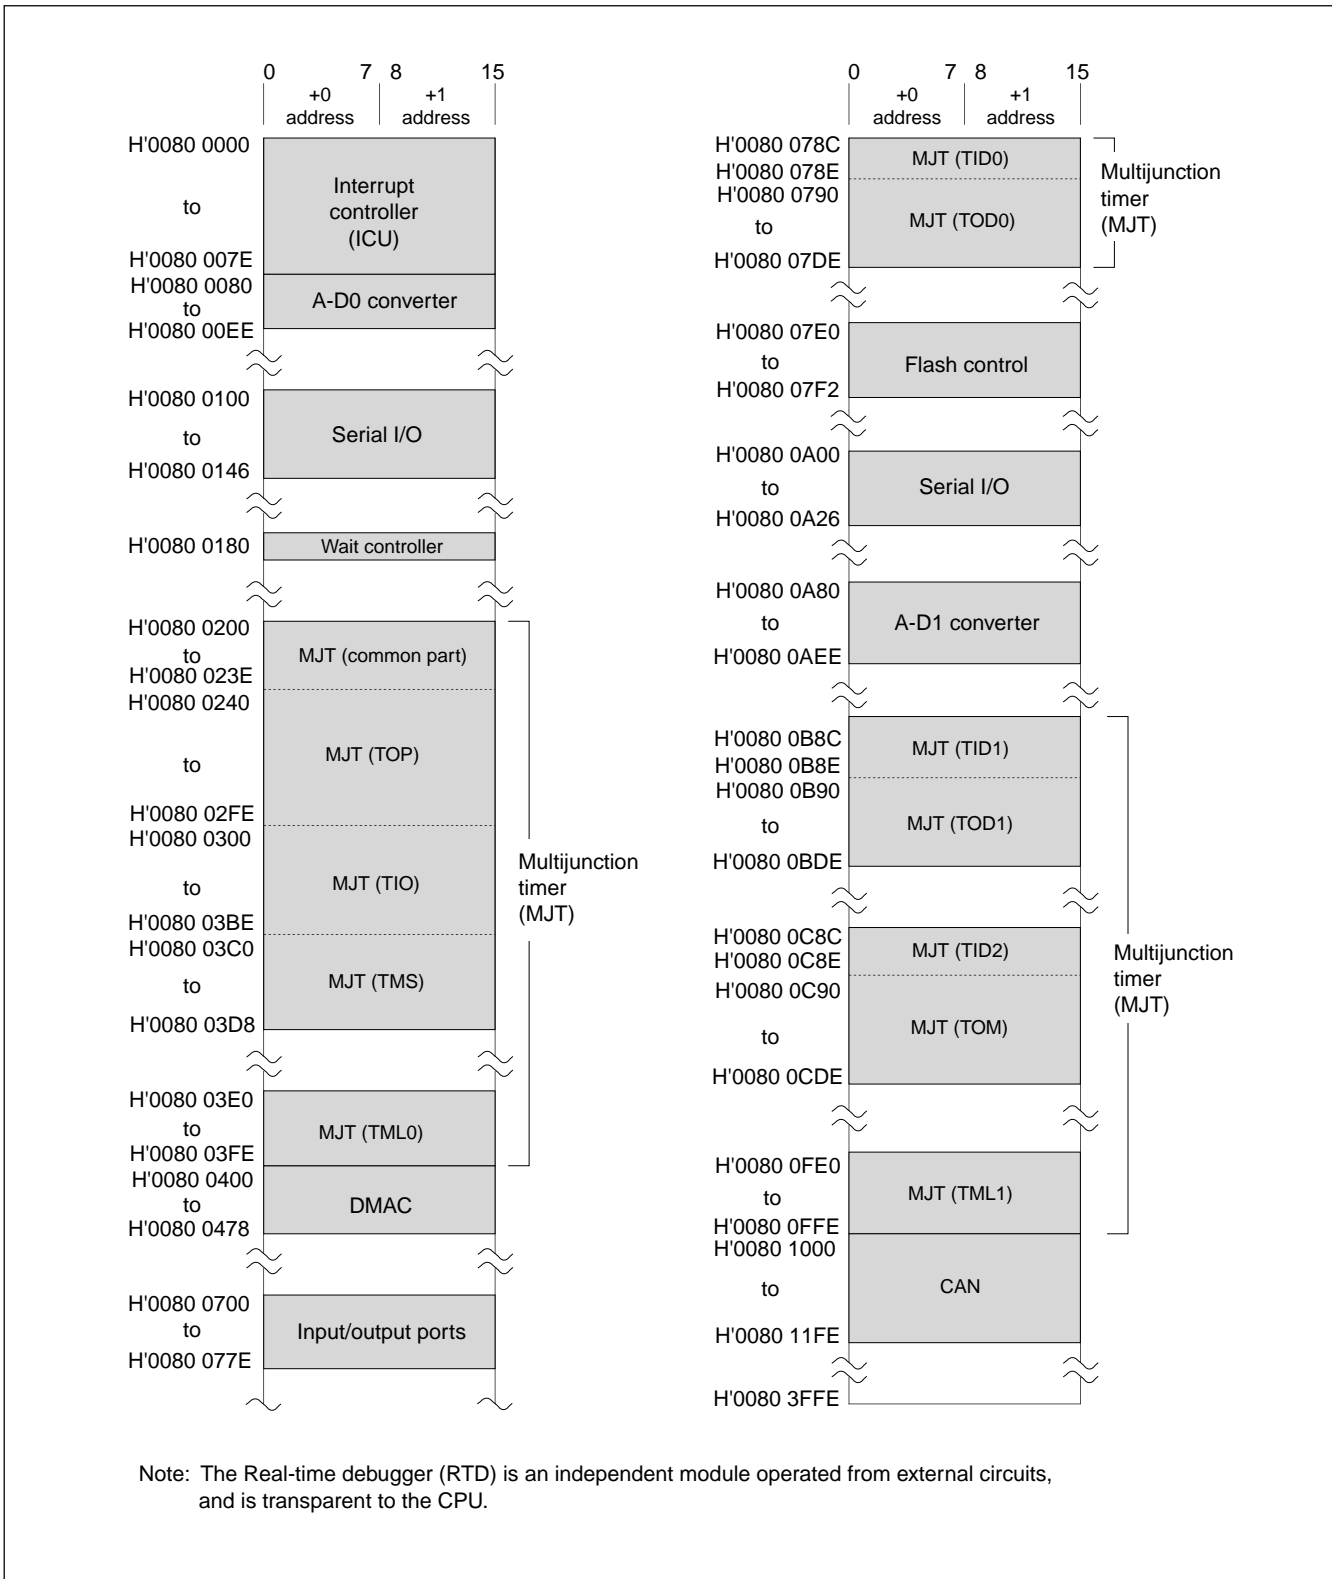 0 7 8 15
+0 address +1 address
H'0080 0000
to
H'0080 007E
Interrupt
controller
(ICU)
H'0080 0080
to
H'0080 00EE
A-D0 converter
H'0080 0100
to
H'0080 0146
Serial I/O
H'0080 0180
Wait controller
H'0080 0200
to
H'0080 023E
MJT (common part)
H'0080 0240
to
H'0080 02FE
MJT (TOP)
H'0080 0300
to
H'0080 03BE
MJT (TIO)
H'0080 03C0
to
H'0080 03D8
MJT (TMS)
H'0080 03E0
to
H'0080 03FE
MJT (TML0)
Multijunction
timer
(MJT)
H'0080 0400
to
H'0080 0478
DMAC
H'0080 0700
to
H'0080 077E
Input/output ports
0 7 8 15
+0 address +1 address
H'0080 078C
H'0080 078E
MJT (TID0)
H'0080 0790
to
H'0080 07DE
MJT (TOD0)
Multijunction
timer
(MJT)
H'0080 07E0
to
H'0080 07F2
Flash control
H'0080 0A00
to
H'0080 0A26
Serial I/O
H'0080 0A80
to
H'0080 0AEE
A-D1 converter
H'0080 0B8C
H'0080 0B8E
MJT (TID1)
H'0080 0B90
to
H'0080 0BDE
MJT (TOD1)
H'0080 0C8C
H'0080 0C8E
MJT (TID2)
H'0080 0C90
to
H'0080 0CDE
MJT (TOM)
H'0080 0FE0
to
H'0080 0FFE
MJT (TML1)
Multijunction
timer
(MJT)
H'0080 1000
to
H'0080 11FE
CAN
H'0080 3FFE
Note: The Real-time debugger (RTD) is an independent module operated from external circuits,
and is transparent to the CPU.